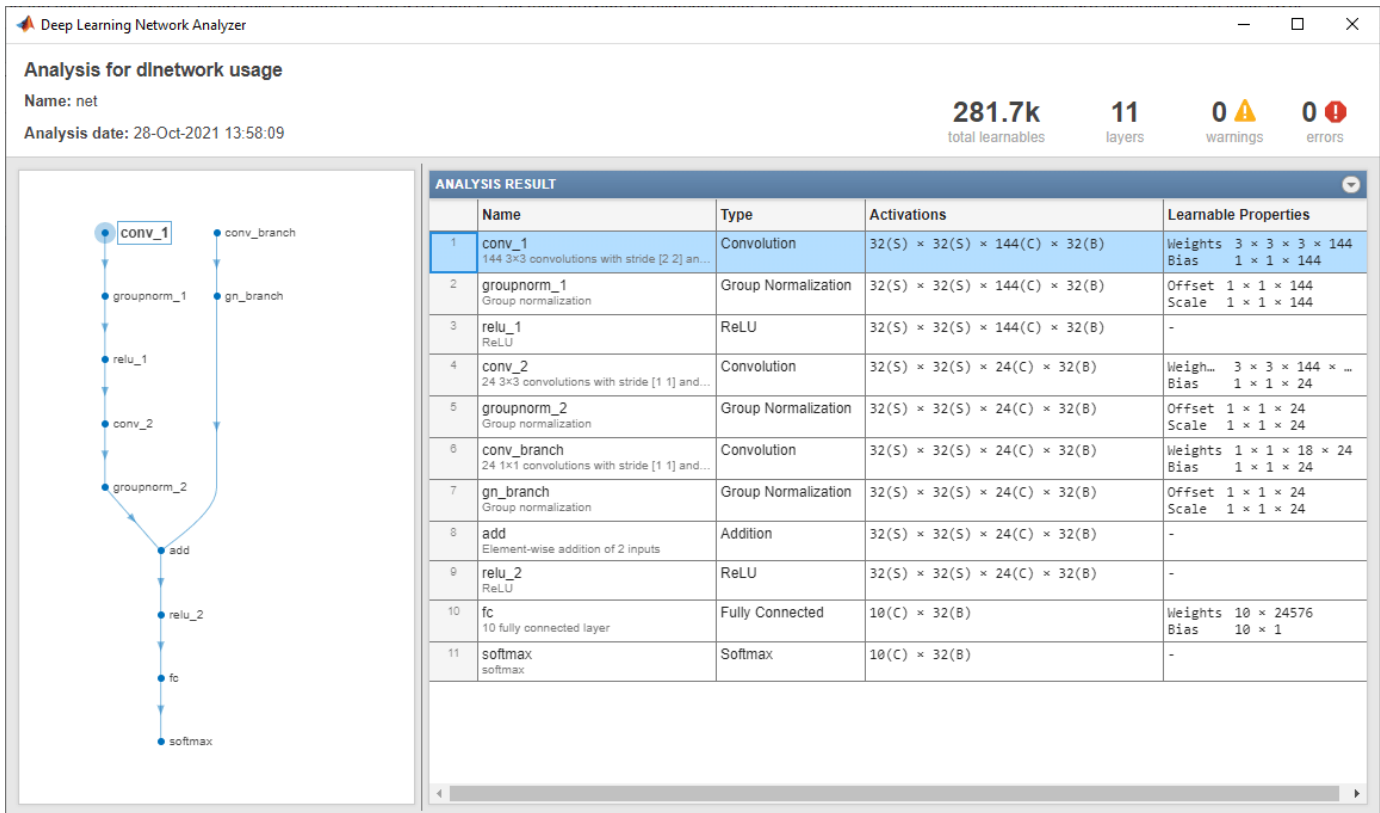 Deep Learning Network Analyzer
Analysis for dlnetwork usage
Name: net
Analysis date: 28-Oct-2021 13:58:09
281.7k
total learnables
11
layers
0
warnings
0
errors
conv_1
conv_branch
groupnorm_1
gn_branch
relu_1
conv_2
groupnorm_2
add
relu_2
fc
softmax
ANALYSIS RESULT
Name Type Activations Learnable Properties
1 conv_1 Convolution 32(S) × 32(S) × 144(C) × 32(B) Weights 3 × 3 × 3 × 144
144 3×3 convolutions with stride [2 2] an... Bias 1 × 1 × 144
2 groupnorm_1 Group Normalization 32(S) × 32(S) × 144(C) × 32(B) Offset 1 × 1 × 144
Group normalization Scale 1 × 1 × 144
3 relu_1 ReLU 32(S) × 32(S) × 144(C) × 32(B) -
ReLU
4 conv_2 Convolution 32(S) × 32(S) × 24(C) × 32(B) Weigh... 3 × 3 × 144 × ...
24 3×3 convolutions with stride [1 1] and... Bias 1 × 1 × 24
5 groupnorm_2 Group Normalization 32(S) × 32(S) × 24(C) × 32(B) Offset 1 × 1 × 24
Group normalization Scale 1 × 1 × 24
6 conv_branch Convolution 32(S) × 32(S) × 24(C) × 32(B) Weights 1 × 1 × 18 × 24
24 1×1 convolutions with stride [1 1] and... Bias 1 × 1 × 24
7 gn_branch Group Normalization 32(S) × 32(S) × 24(C) × 32(B) Offset 1 × 1 × 24
Group normalization Scale 1 × 1 × 24
8 add Addition 32(S) × 32(S) × 24(C) × 32(B) -
Element-wise addition of 2 inputs
9 relu_2 ReLU 32(S) × 32(S) × 24(C) × 32(B) -
ReLU
10 fc Fully Connected 10(C) × 32(B) Weights 10 × 24576
10 fully connected layer Bias 10 × 1
11 softmax Softmax 10(C) × 32(B) -
softmax